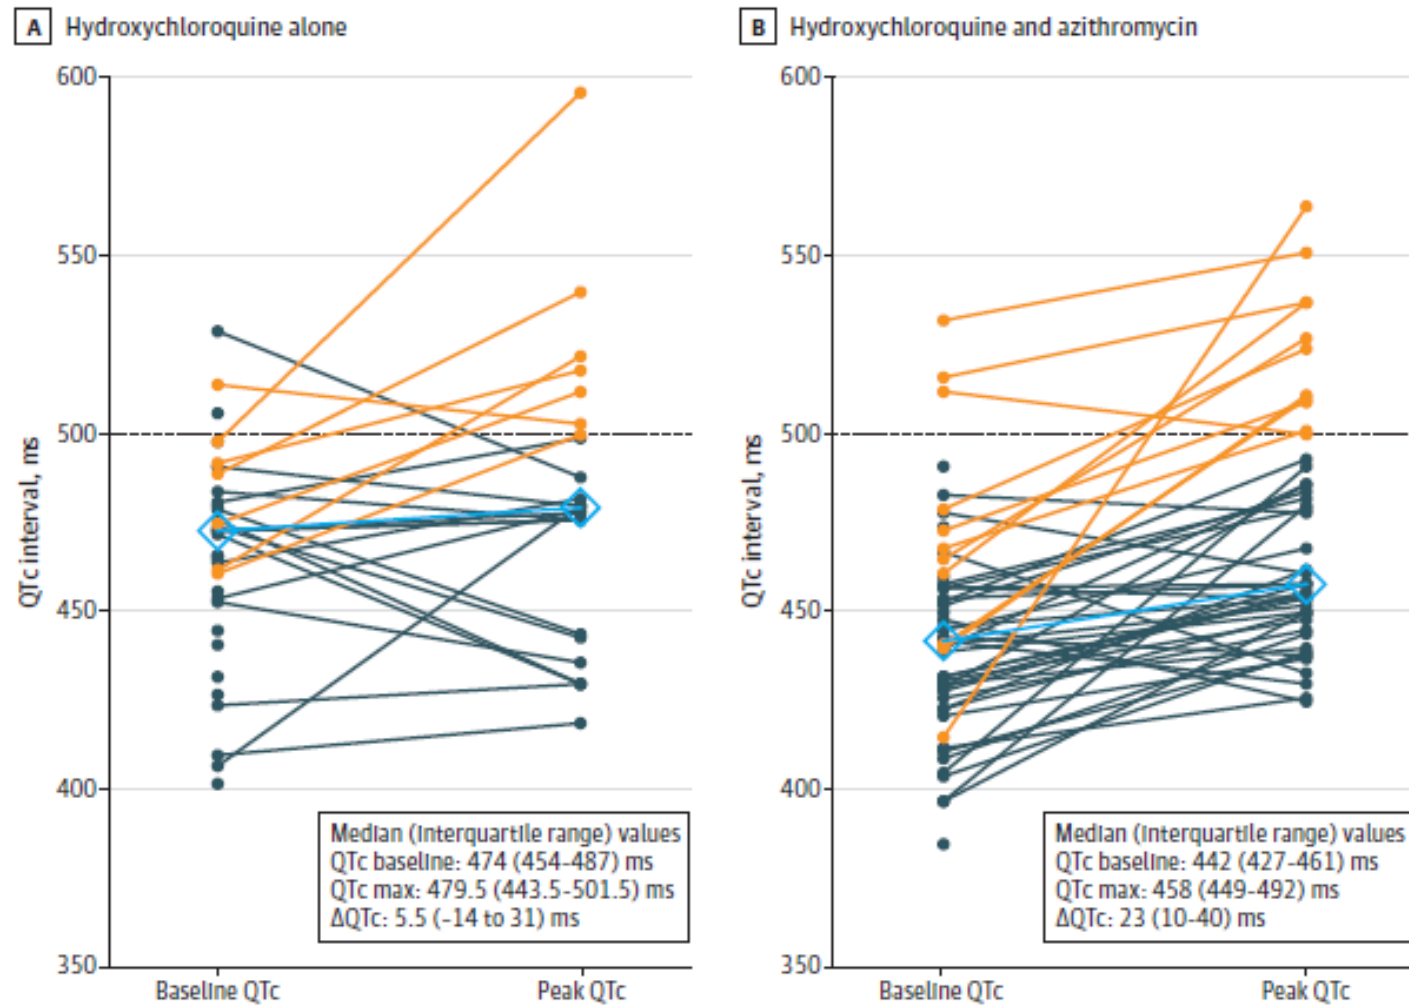 A Hydroxychloroquine alone
600
550
500
450
400
350
QTc interval, ms
Median (interquartile range) values
QTc baseline: 474 (454-487) ms
QTc max: 479.5 (443.5-501.5) ms
ΔQTc: 5.5 (-14 to 31) ms
Baseline QTc
Peak QTc
B Hydroxychloroquine and azithromycin
600
550
500
450
400
350
QTc interval, ms
Median (interquartile range) values
QTc baseline: 442 (427-461) ms
QTc max: 458 (449-492) ms
ΔQTc: 23 (10-40) ms
Baseline QTc
Peak QTc